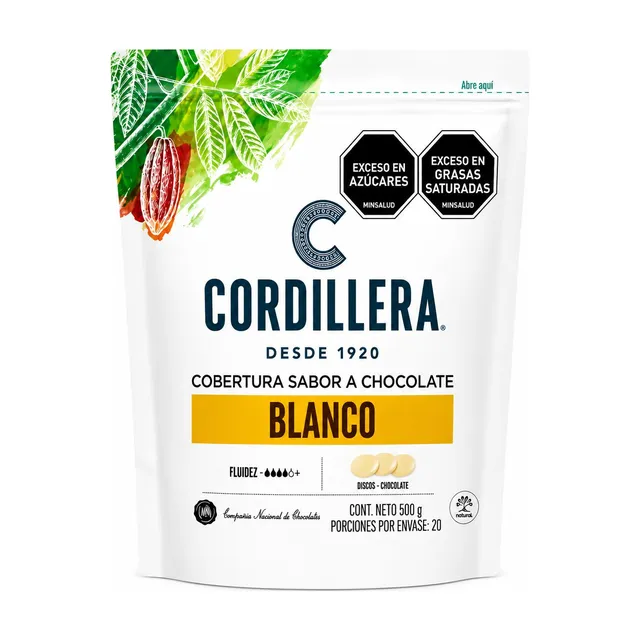 Abre aquí
EXCESO EN
AZÚCARES
MINSALUD
EXCESO EN
GRASAS
SATURADAS
MINSALUD
C
CORDILLERA®
DESDE 1920
COBERTURA SABOR A CHOCOLATE
BLANCO
FLUIDEZ - +
DISCOS - CHOCOLATE
Compañía Nacional de Chocolates
CONT. NETO 500 g
PORCIONES POR ENVASE: 20
natural